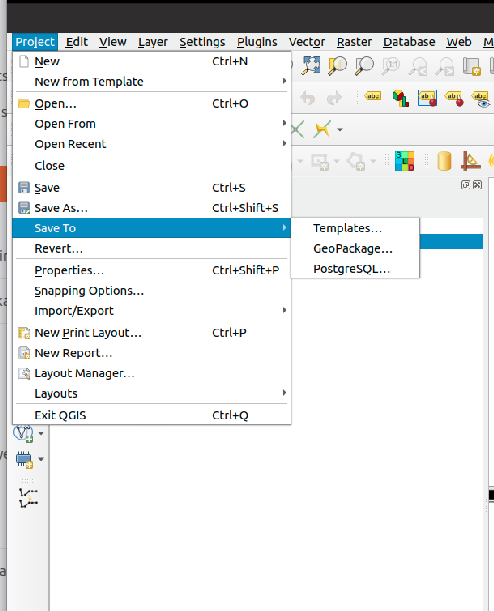 Project Edit View Layer Settings Plugins Vector Raster Database Web M
New Ctrl+N
New from Template
Open... Ctrl+O
Open From
Open Recent
Close
Save Ctrl+S
Save As... Ctrl+Shift+S
Save To
Templates...
GeoPackage...
PostgreSQL...
Revert...
Properties... Ctrl+Shift+P
Snapping Options...
Import/Export
New Print Layout... Ctrl+P
New Report...
Layout Manager...
Layouts
Exit QGIS Ctrl+Q